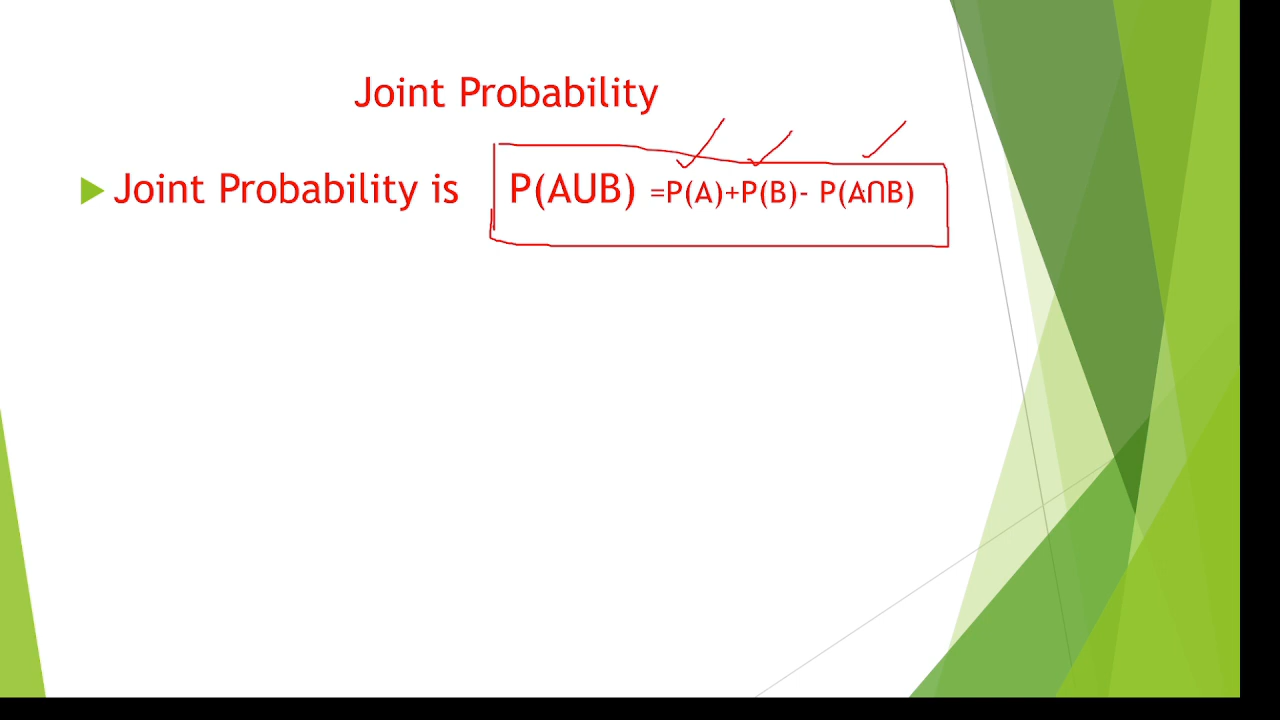 Joint Probability
Joint Probability is P(AUB) =P(A)+P(B)- P(A∩B)